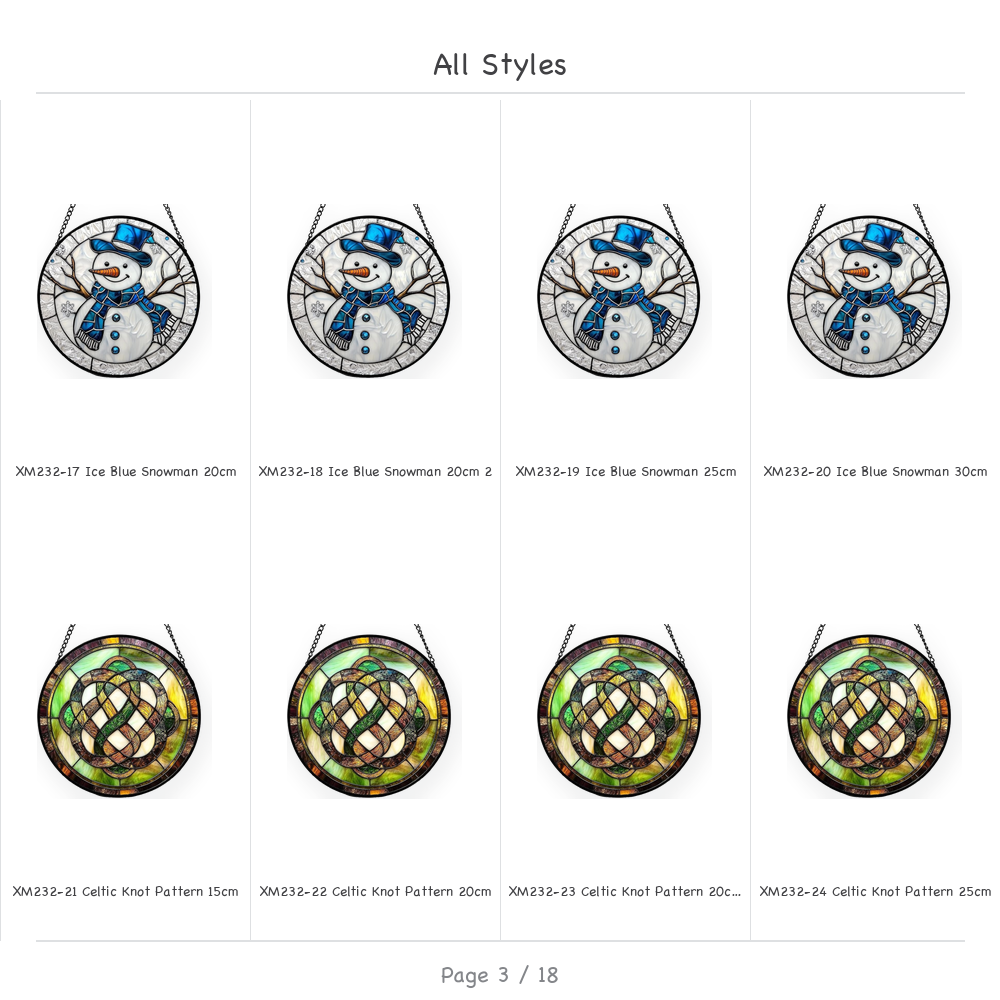 All Styles
XM232-17 Ice Blue Snowman 20cm
XM232-18 Ice Blue Snowman 20cm 2
XM232-19 Ice Blue Snowman 25cm
XM232-20 Ice Blue Snowman 30cm
XM232-21 Celtic Knot Pattern 15cm
XM232-22 Celtic Knot Pattern 20cm
XM232-23 Celtic Knot Pattern 20c...
XM232-24 Celtic Knot Pattern 25cm
Page 3 / 18